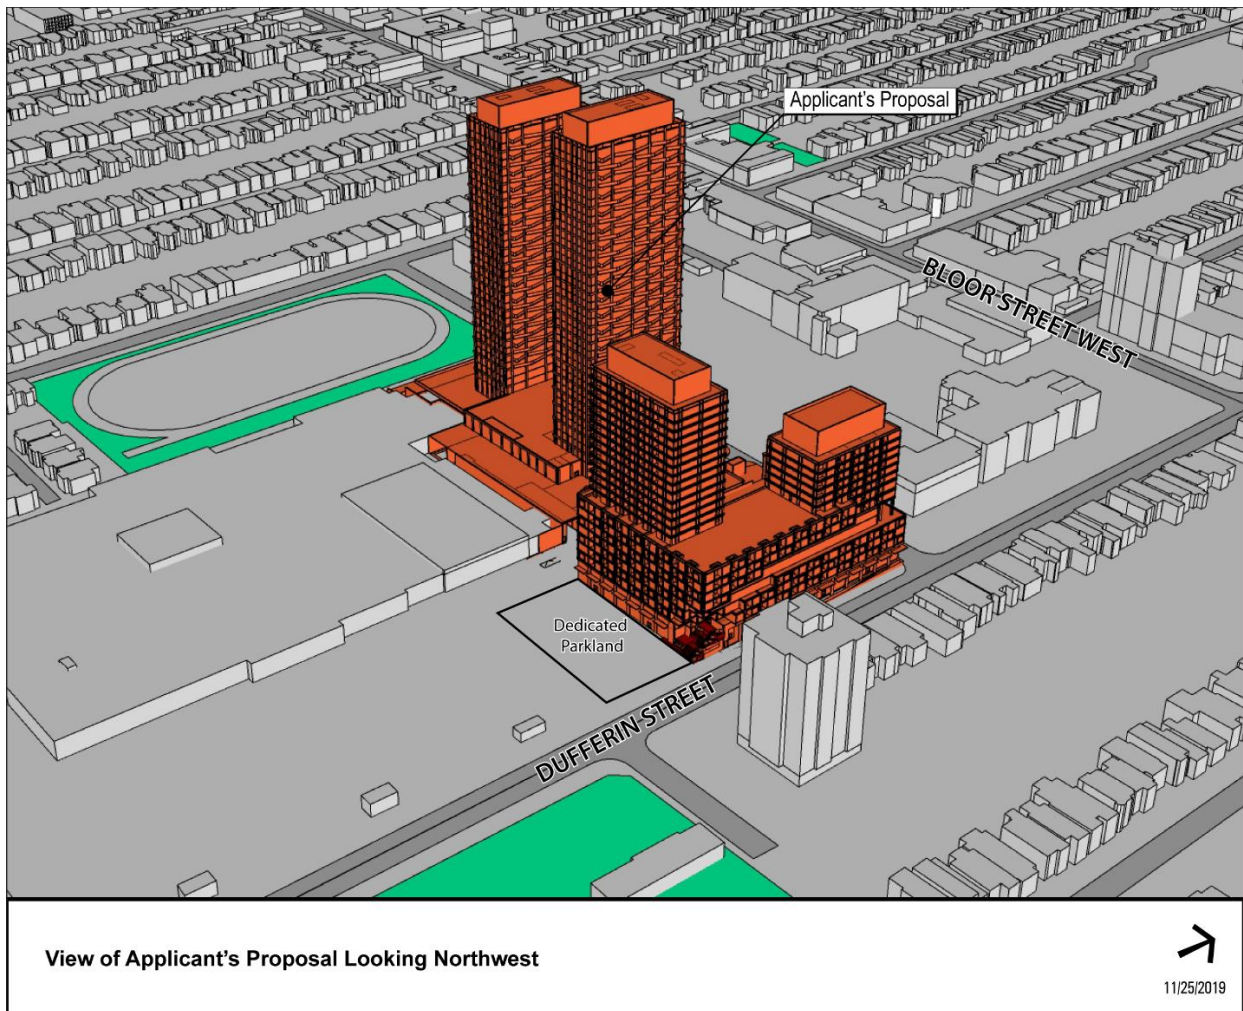 Applicant's Proposal
BLOOR STREET WEST
Dedicated
Parkland
DUFFERIN STREET
View of Applicant's Proposal Looking Northwest
11/25/2019